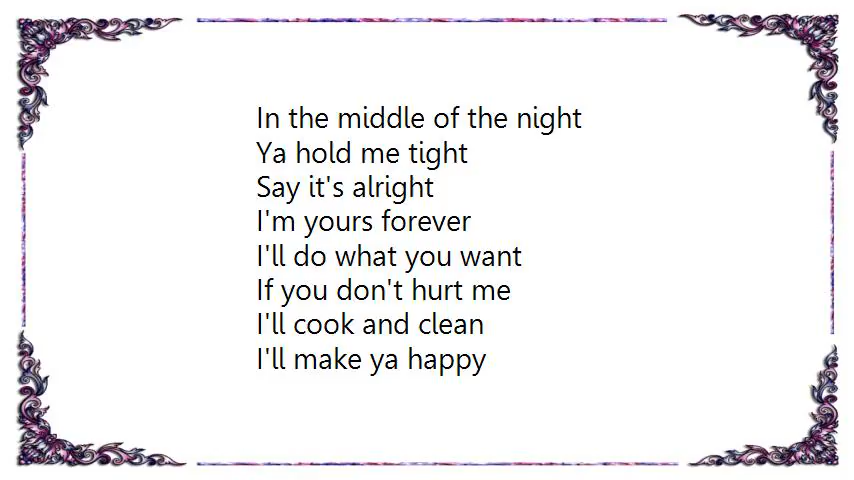 In the middle of the night
Ya hold me tight
Say it's alright
I'm yours forever
I'll do what you want
If you don't hurt me
I'll cook and clean
I'll make ya happy